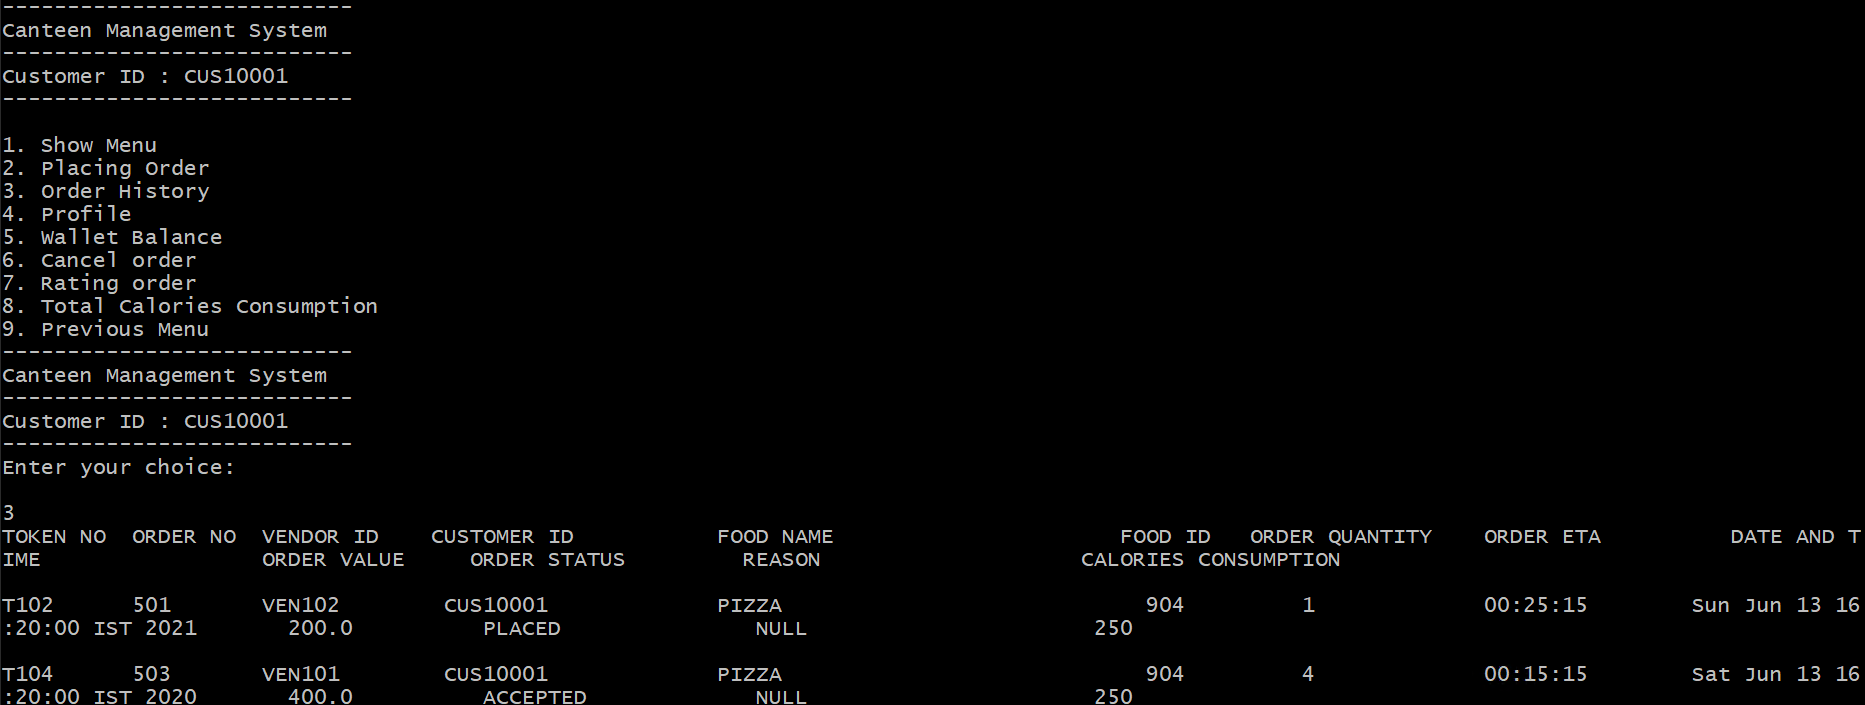 ---------------------------
Canteen Management System
---------------------------
Customer ID : CUS10001
---------------------------
1. Show Menu
2. Placing Order
3. Order History
4. Profile
5. Wallet Balance
6. Cancel order
7. Rating order
8. Total Calories Consumption
9. Previous Menu
---------------------------
Canteen Management System
---------------------------
Customer ID : CUS10001
---------------------------
Enter your choice:
3
TOKEN NO  ORDER NO  VENDOR ID    CUSTOMER ID           FOOD NAME                      FOOD ID   ORDER QUANTITY    ORDER ETA          DATE AND T
IME                 ORDER VALUE     ORDER STATUS         REASON                    CALORIES CONSUMPTION
T102      501       VEN102        CUS10001             PIZZA                            904         1             00:25:15        Sun Jun 13 16
:20:00 IST 2021       200.0          PLACED               NULL                      250
T104      503       VEN101        CUS10001             PIZZA                            904         4             00:15:15        Sat Jun 13 16
:20:00 IST 2020       400.0          ACCEPTED             NULL                      250